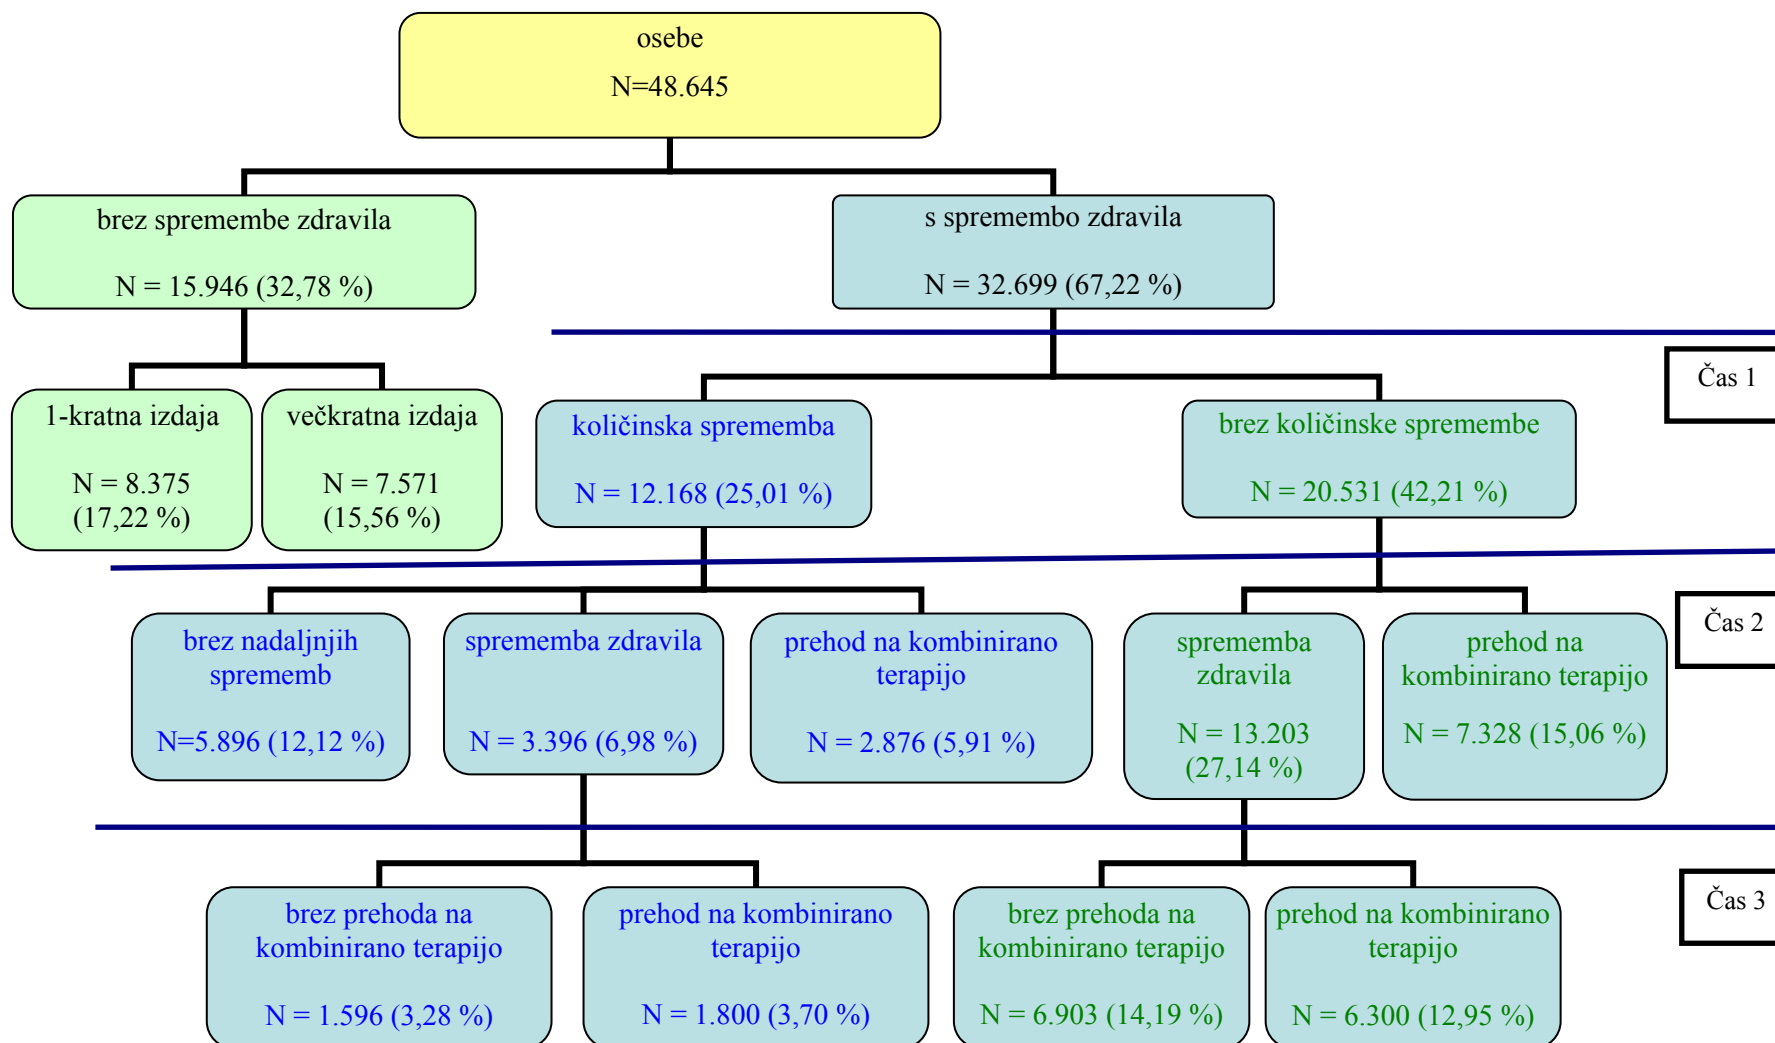 osebe
N=48.645
brez spremembe zdravila
N = 15.946 (32,78 %)
s spremembo zdravila
N = 32.699 (67,22 %)
Čas 1
1-kratna izdaja
N = 8.375
(17,22 %)
večkratna izdaja
N = 7.571
(15,56 %)
količinska sprememba
N = 12.168 (25,01 %)
brez količinske spremembe
N = 20.531 (42,21 %)
Čas 2
brez nadaljnjih
sprememb
N=5.896 (12,12 %)
sprememba zdravila
N = 3.396 (6,98 %)
prehod na kombinirano
terapijo
N = 2.876 (5,91 %)
sprememba
zdravila
N = 13.203
(27,14 %)
prehod na
kombinirano terapijo
N = 7.328 (15,06 %)
Čas 3
brez prehoda na
kombinirano terapijo
N = 1.596 (3,28 %)
prehod na kombinirano
terapijo
N = 1.800 (3,70 %)
brez prehoda na
kombinirano terapijo
N = 6.903 (14,19 %)
prehod na kombinirano
terapijo
N = 6.300 (12,95 %)